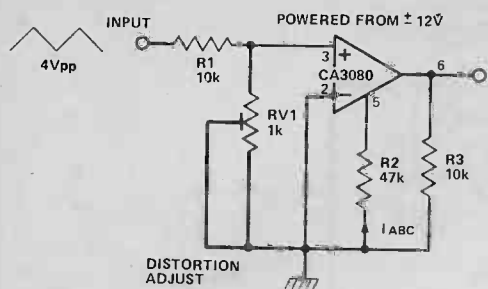 INPUT
POWERED FROM ± 12V
4Vpp
R1
10k
3
+
CA3080
6
2
−
5
RV1
1k
R2
47k
R3
10k
I ABC
DISTORTION
ADJUST